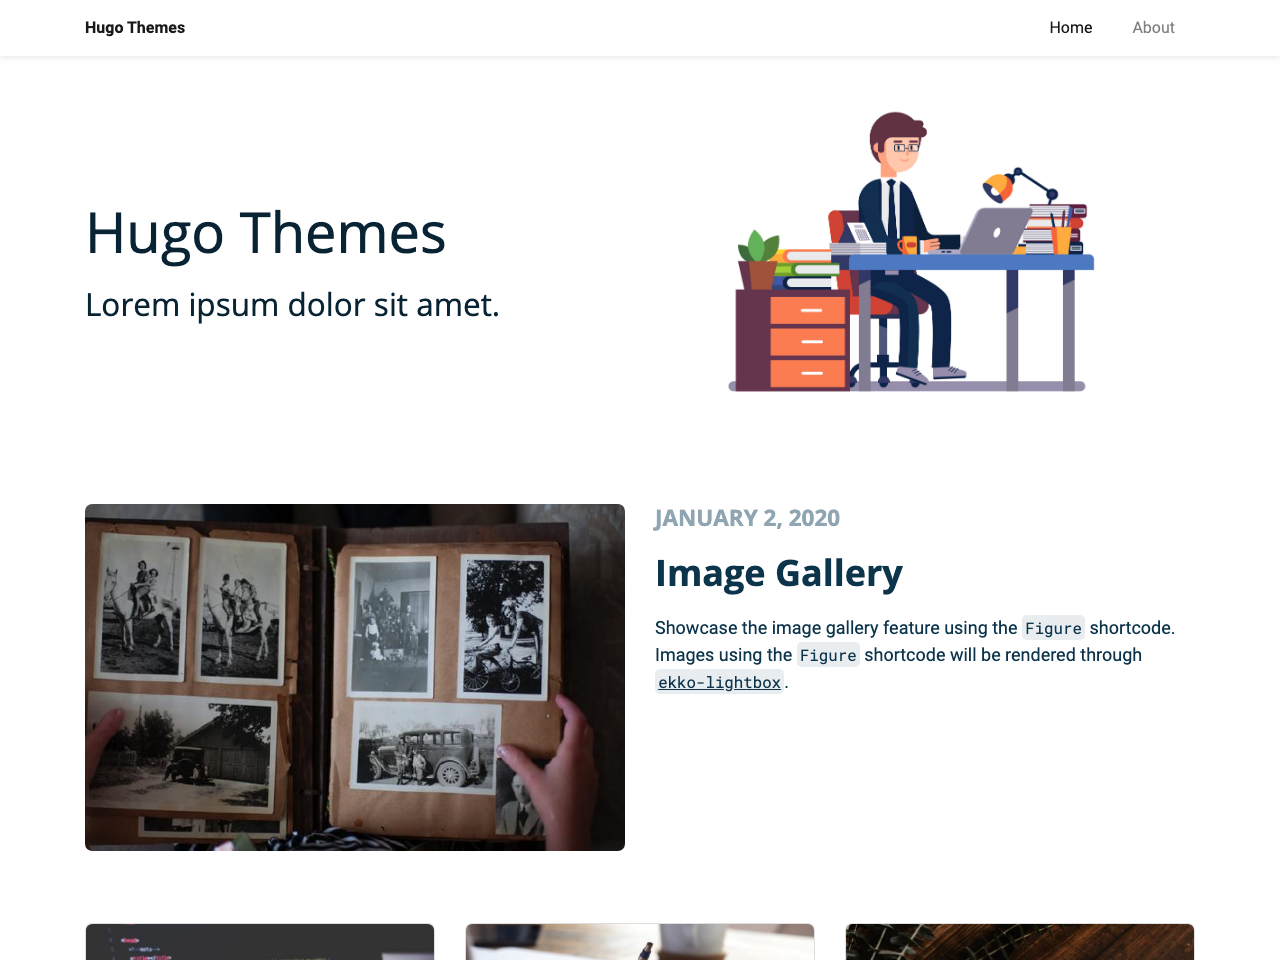 Hugo Themes
Home
About
Hugo Themes
Lorem ipsum dolor sit amet.
JANUARY 2, 2020
Image Gallery
Showcase the image gallery feature using the Figure shortcode.
Images using the Figure shortcode will be rendered through
ekko-lightbox.